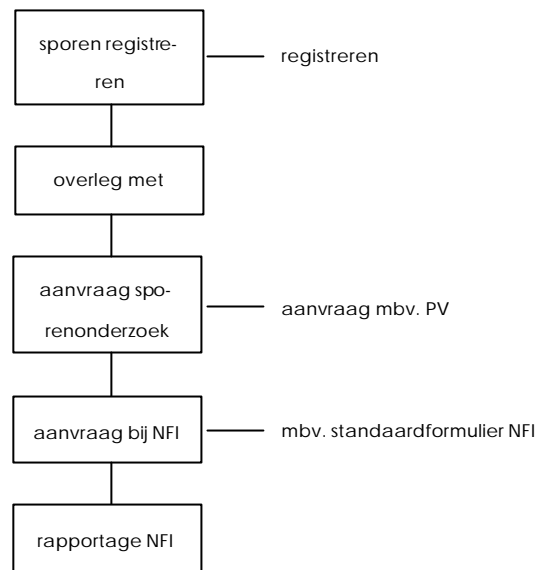 sporen registre-
registreren
ren
overleg met
aanvraag spo-
aanvraag mbv. PV
renonderzoek
aanvraag bij NFI
mbv. standaardformulier NFI
rapportage NFI